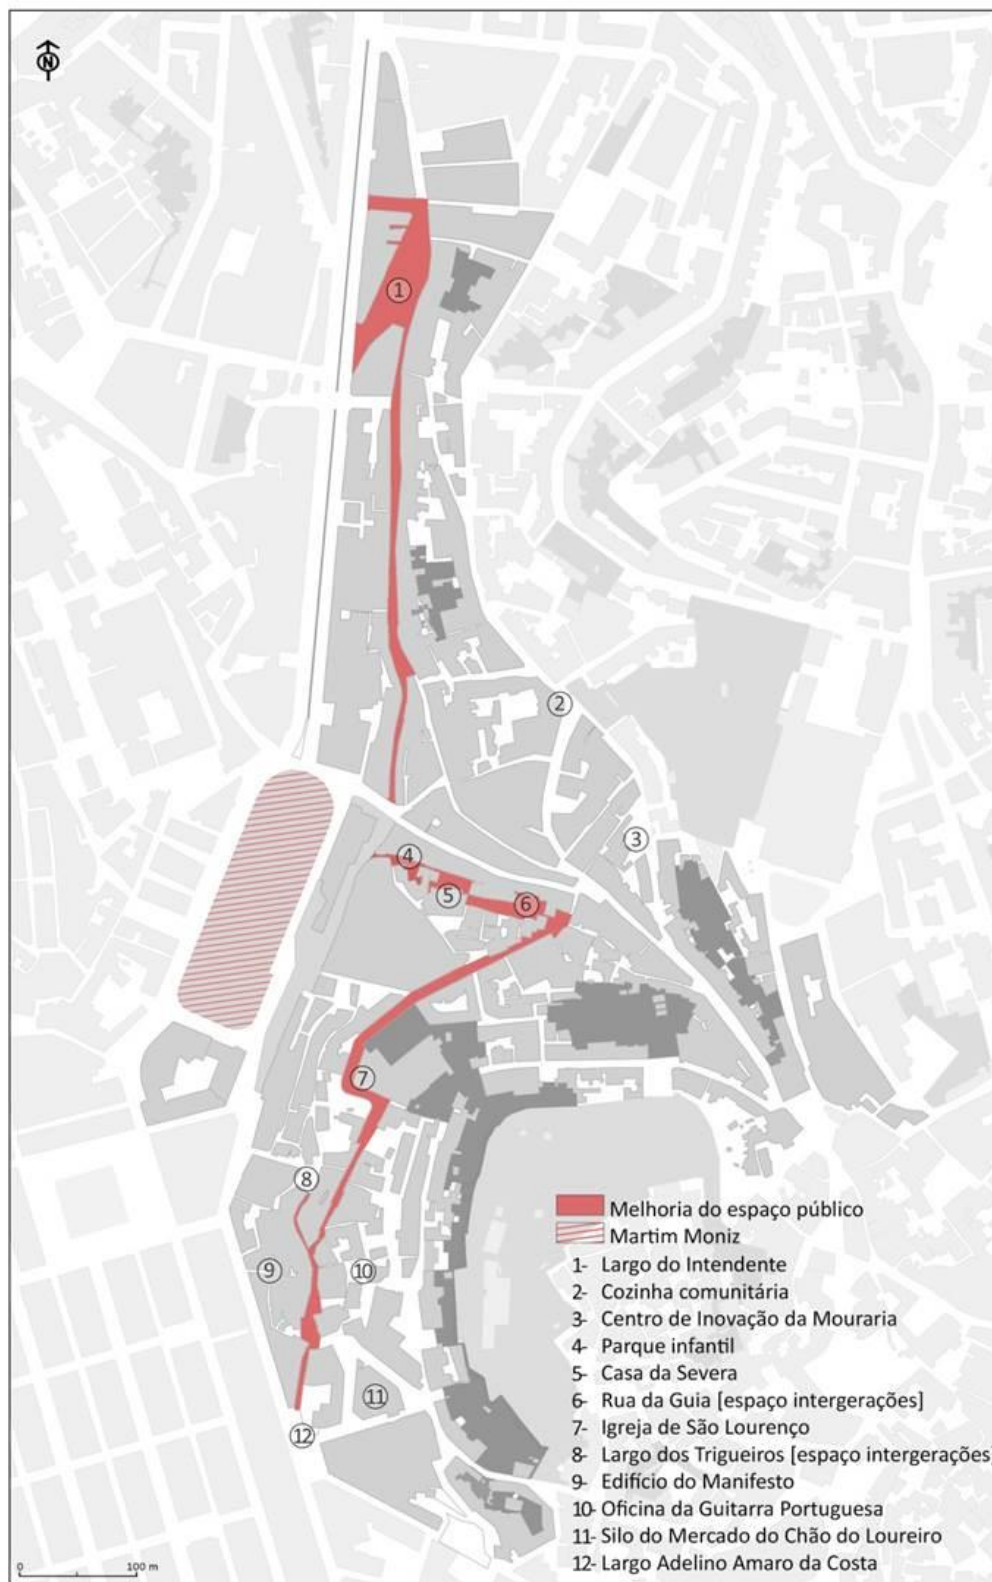 N
1
2
3
4
5
6
7
8
9
10
11
12
Melhoria do espaço público
Martim Moniz
1- Largo do Intendente
2- Cozinha comunitária
3- Centro de Inovação da Mouraria
4- Parque infantil
5- Casa da Severa
6- Rua da Guia [espaço intergerações]
7- Igreja de São Lourenço
8- Largo dos Trigueiros [espaço intergerações]
9- Edifício do Manifesto
10- Oficina da Guitarra Portuguesa
11- Silo do Mercado do Chão do Loureiro
12- Largo Adelino Amaro da Costa
0 100 m